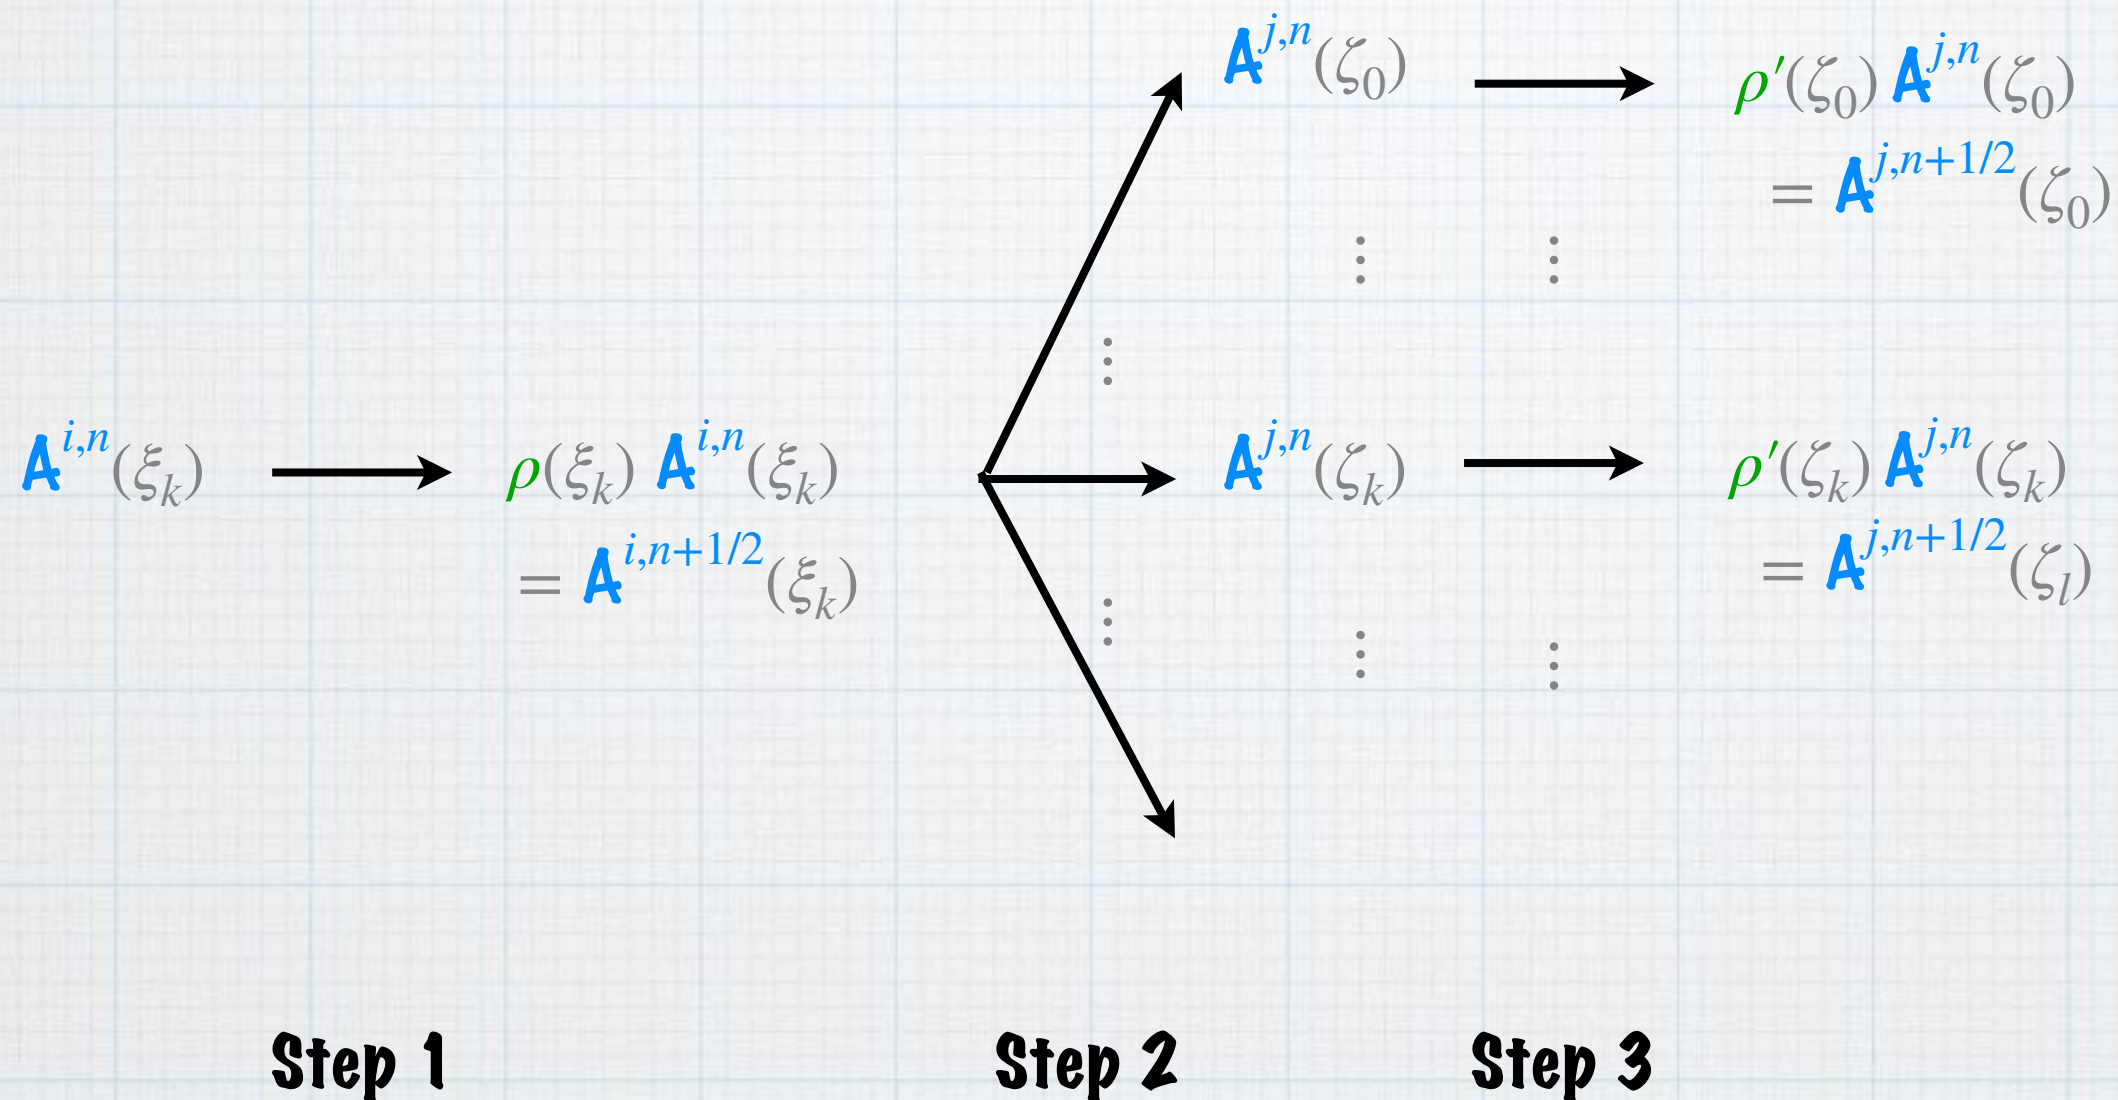 A^{j,n}(ζ_0) ρ′(ζ_0) A^{j,n}(ζ_0)
= A^{j,n+1/2}(ζ_0)
⋮ ⋮
⋮
A^{i,n}(ξ_k) ρ(ξ_k) A^{i,n}(ξ_k) A^{j,n}(ζ_k) ρ′(ζ_k) A^{j,n}(ζ_k)
= A^{i,n+1/2}(ξ_k) = A^{j,n+1/2}(ζ_l)
⋮ ⋮ ⋮
Step 1 Step 2 Step 3